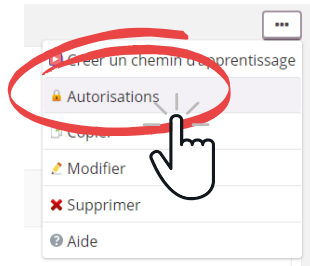 Créer un chemin d'apprentissage
Autorisations
Copier
Modifier
Supprimer
Aide